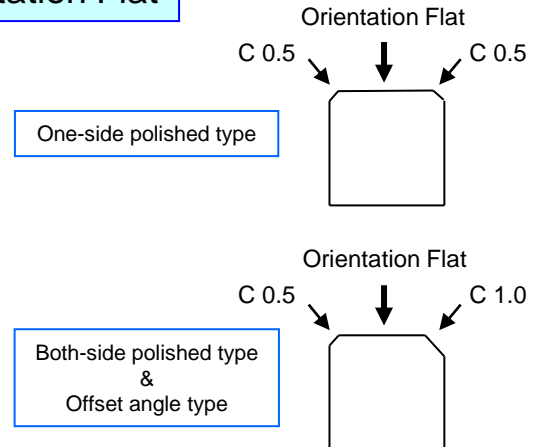 Flat
Orientation Flat
C 0.5
C 0.5
One-side polished type
Orientation Flat
C 0.5
C 1.0
Both-side polished type
&
Offset angle type